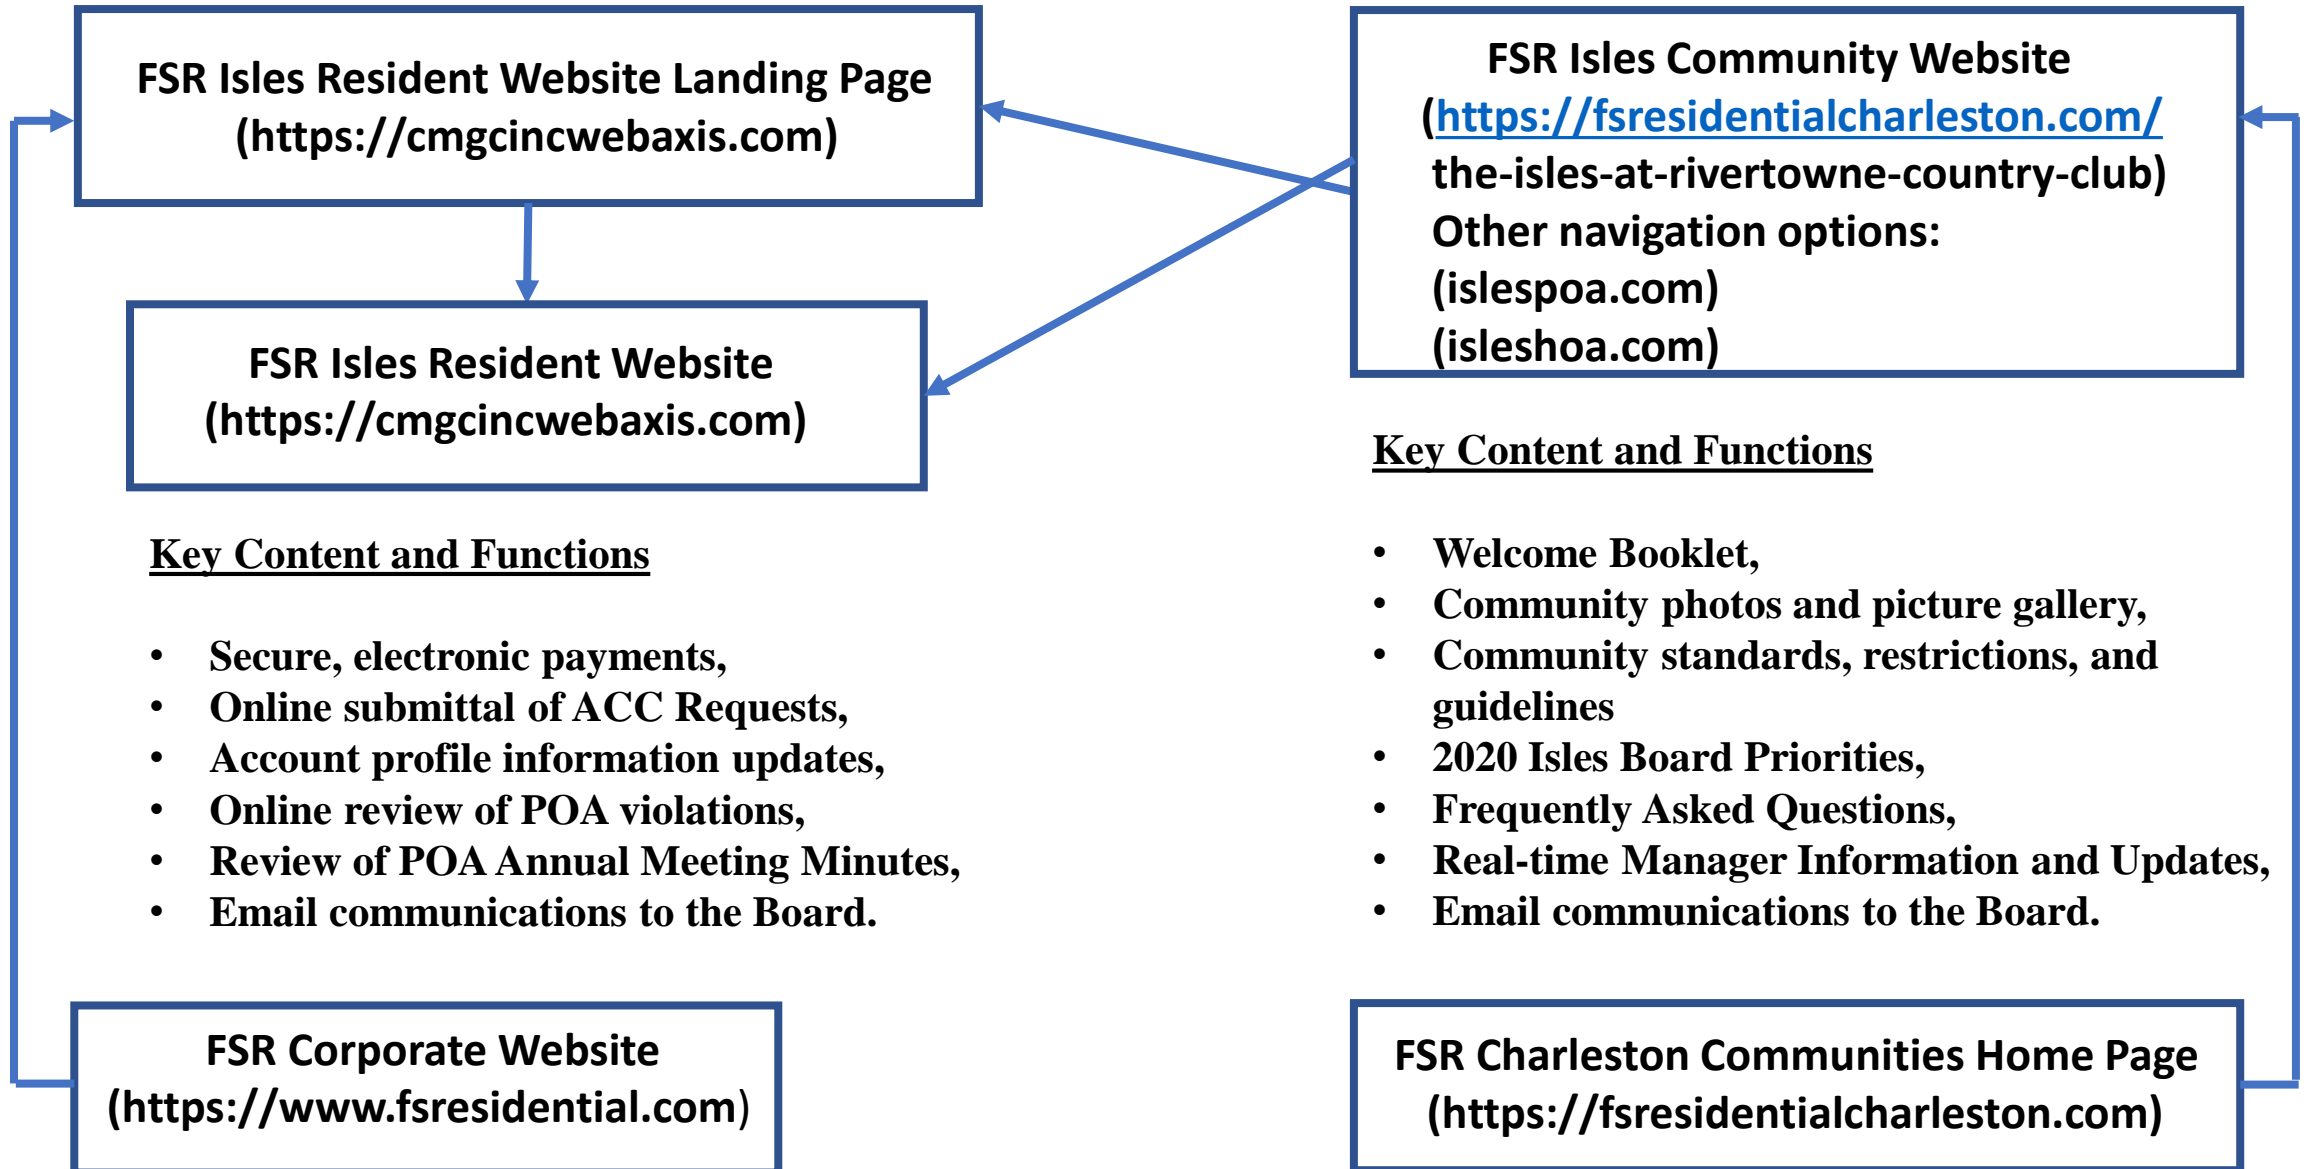 FSR Isles Resident Website Landing Page
(https://cmgcincwebaxis.com)
FSR Isles Resident Website
(https://cmgcincwebaxis.com)
Key Content and Functions
• Secure, electronic payments,
• Online submittal of ACC Requests,
• Account profile information updates,
• Online review of POA violations,
• Review of POA Annual Meeting Minutes,
• Email communications to the Board.
FSR Corporate Website
(https://www.fsresidential.com)
FSR Isles Community Website
(https://fsresidentialcharleston.com/
the-isles-at-rivertowne-country-club)
Other navigation options:
(islespoa.com)
(isleshoa.com)
Key Content and Functions
• Welcome Booklet,
• Community photos and picture gallery,
• Community standards, restrictions, and
guidelines
• 2020 Isles Board Priorities,
• Frequently Asked Questions,
• Real-time Manager Information and Updates,
• Email communications to the Board.
FSR Charleston Communities Home Page
(https://fsresidentialcharleston.com)